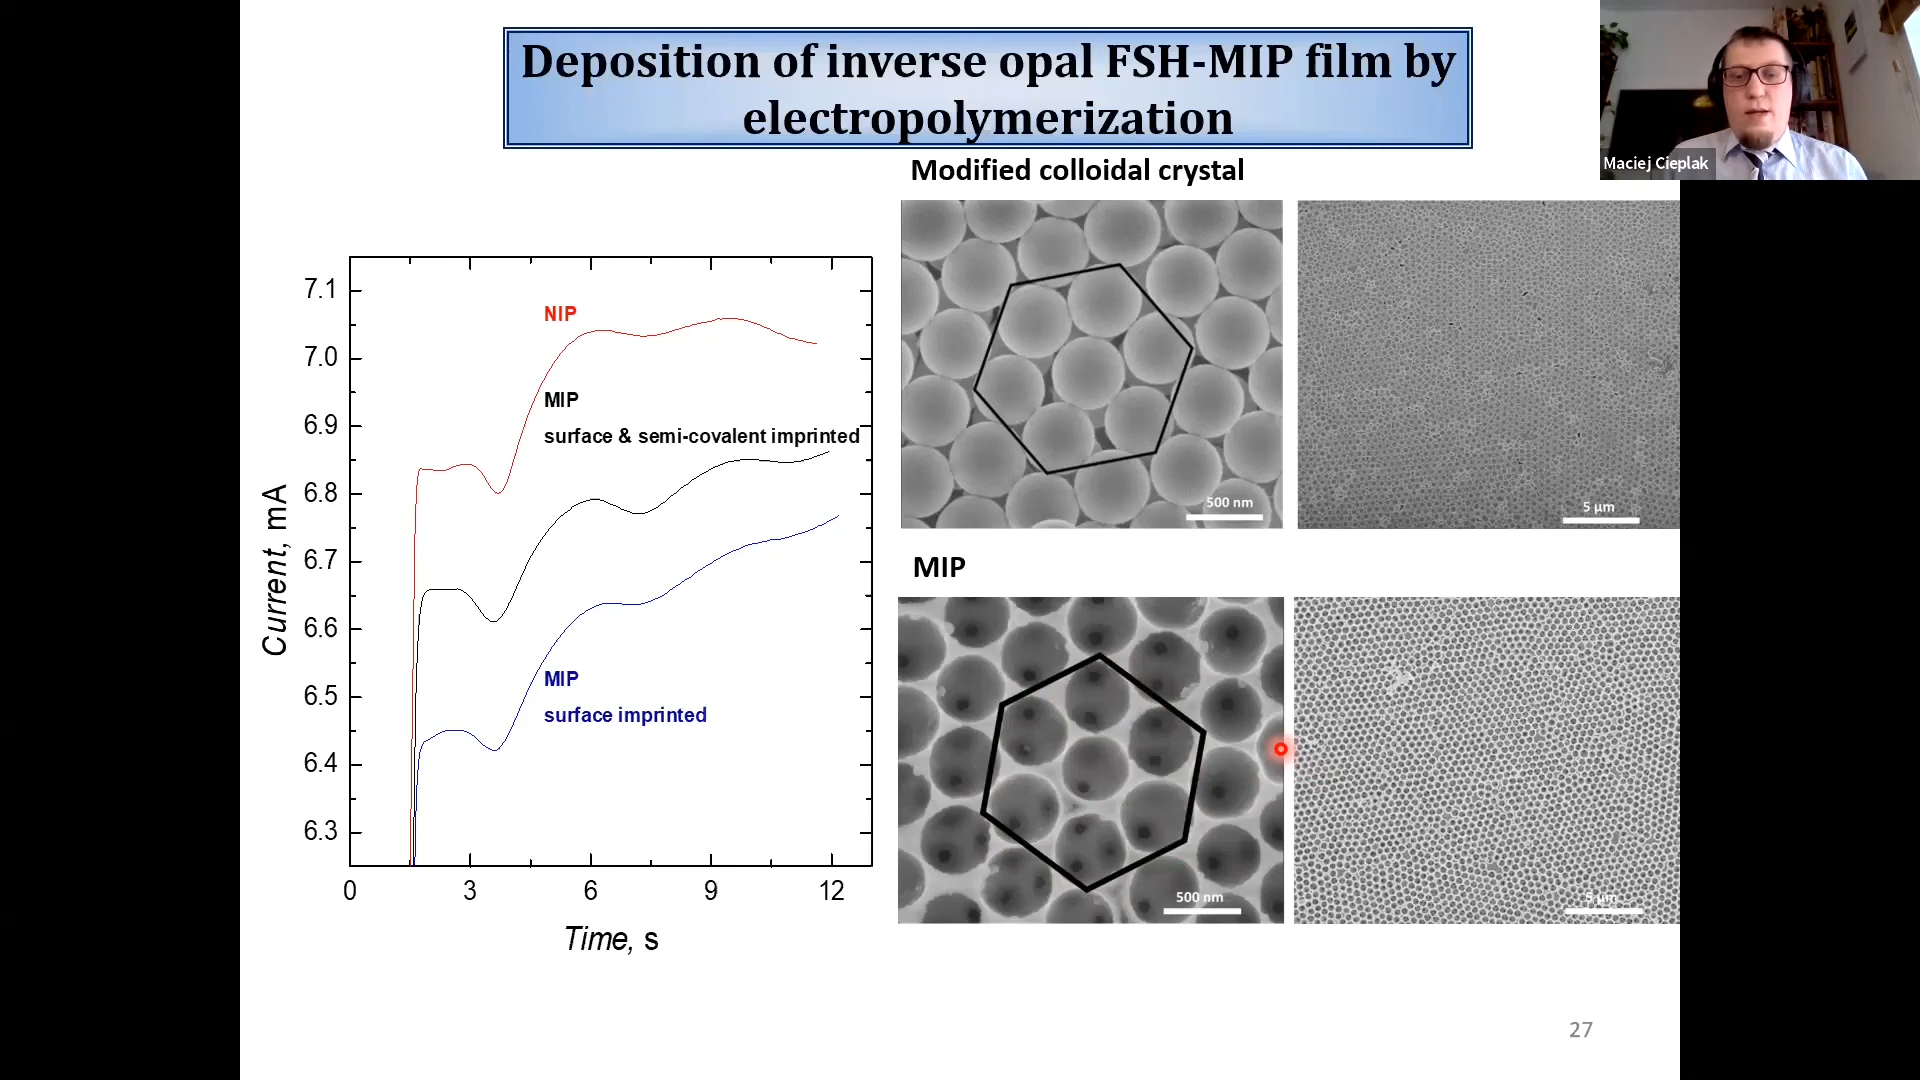 Deposition of inverse opal FSH-MIP film by
electropolymerization
Maciej Cieplak
Modified colloidal crystal
500 nm
5 µm
MIP
500 nm
5 µm
Current, mA
7.1
7.0
6.9
6.8
6.7
6.6
6.5
6.4
6.3
NIP
MIP
surface & semi-covalent imprinted
MIP
surface imprinted
0 3 6 9 12
Time, s
27